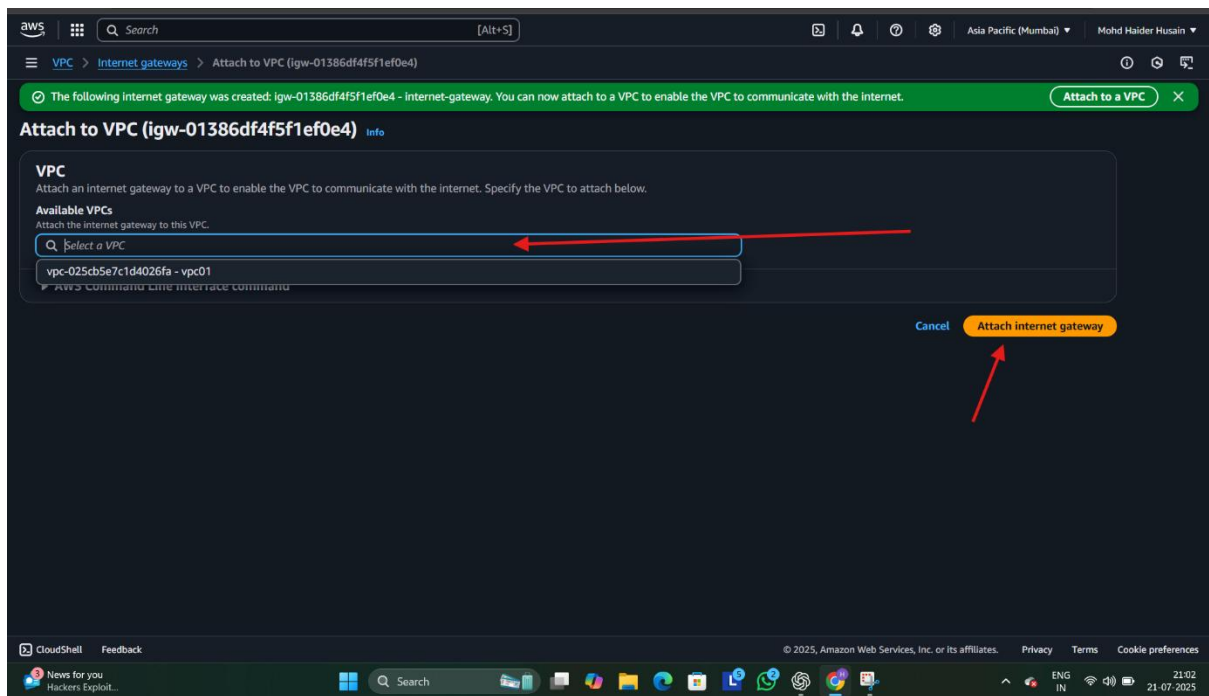 aws
Search
[Alt+S]
Asia Pacific (Mumbai)
Mohd Haider Husain
VPC > Internet gateways > Attach to VPC (igw-01386df4f5f1ef0e4)
The following internet gateway was created: igw-01386df4f5f1ef0e4 - internet-gateway. You can now attach to a VPC to enable the VPC to communicate with the internet.
Attach to a VPC
Attach to VPC (igw-01386df4f5f1ef0e4) Info
VPC
Attach an internet gateway to a VPC to enable the VPC to communicate with the internet. Specify the VPC to attach below.
Available VPCs
Attach the internet gateway to this VPC.
Select a VPC
vpc-025cb5e7c1d4026fa - vpc01
AWS Command Line Interface command
Cancel
Attach internet gateway
CloudShell Feedback
© 2025, Amazon Web Services, Inc. or its affiliates. Privacy Terms Cookie preferences
3
News for you
Hackers Exploit...
Search
ENG
IN
21:02
21-07-2025